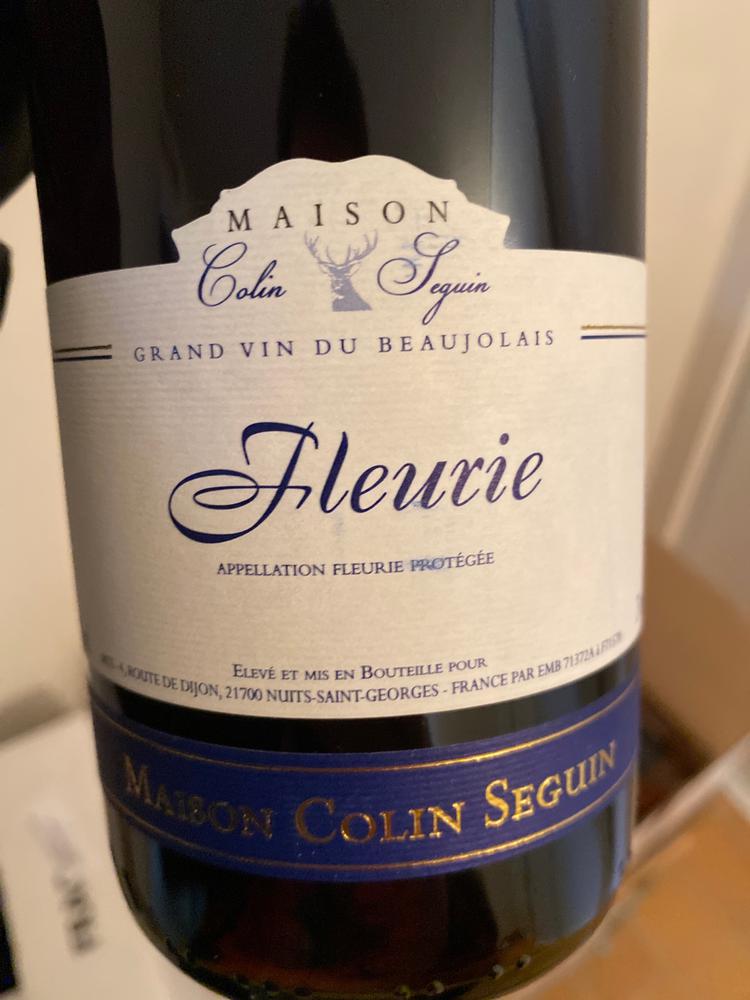 MAISON
Colin Seguin
GRAND VIN DU BEAUJOLAIS
Fleurie
APPELLATION FLEURIE PROTÉGÉE
ELEVÉ ET MIS EN BOUTEILLE POUR
ROUTE DE DIJON, 21700 NUITS-SAINT-GEORGES - FRANCE PAR EMB 71372A À
MAISON COLIN SEGUIN